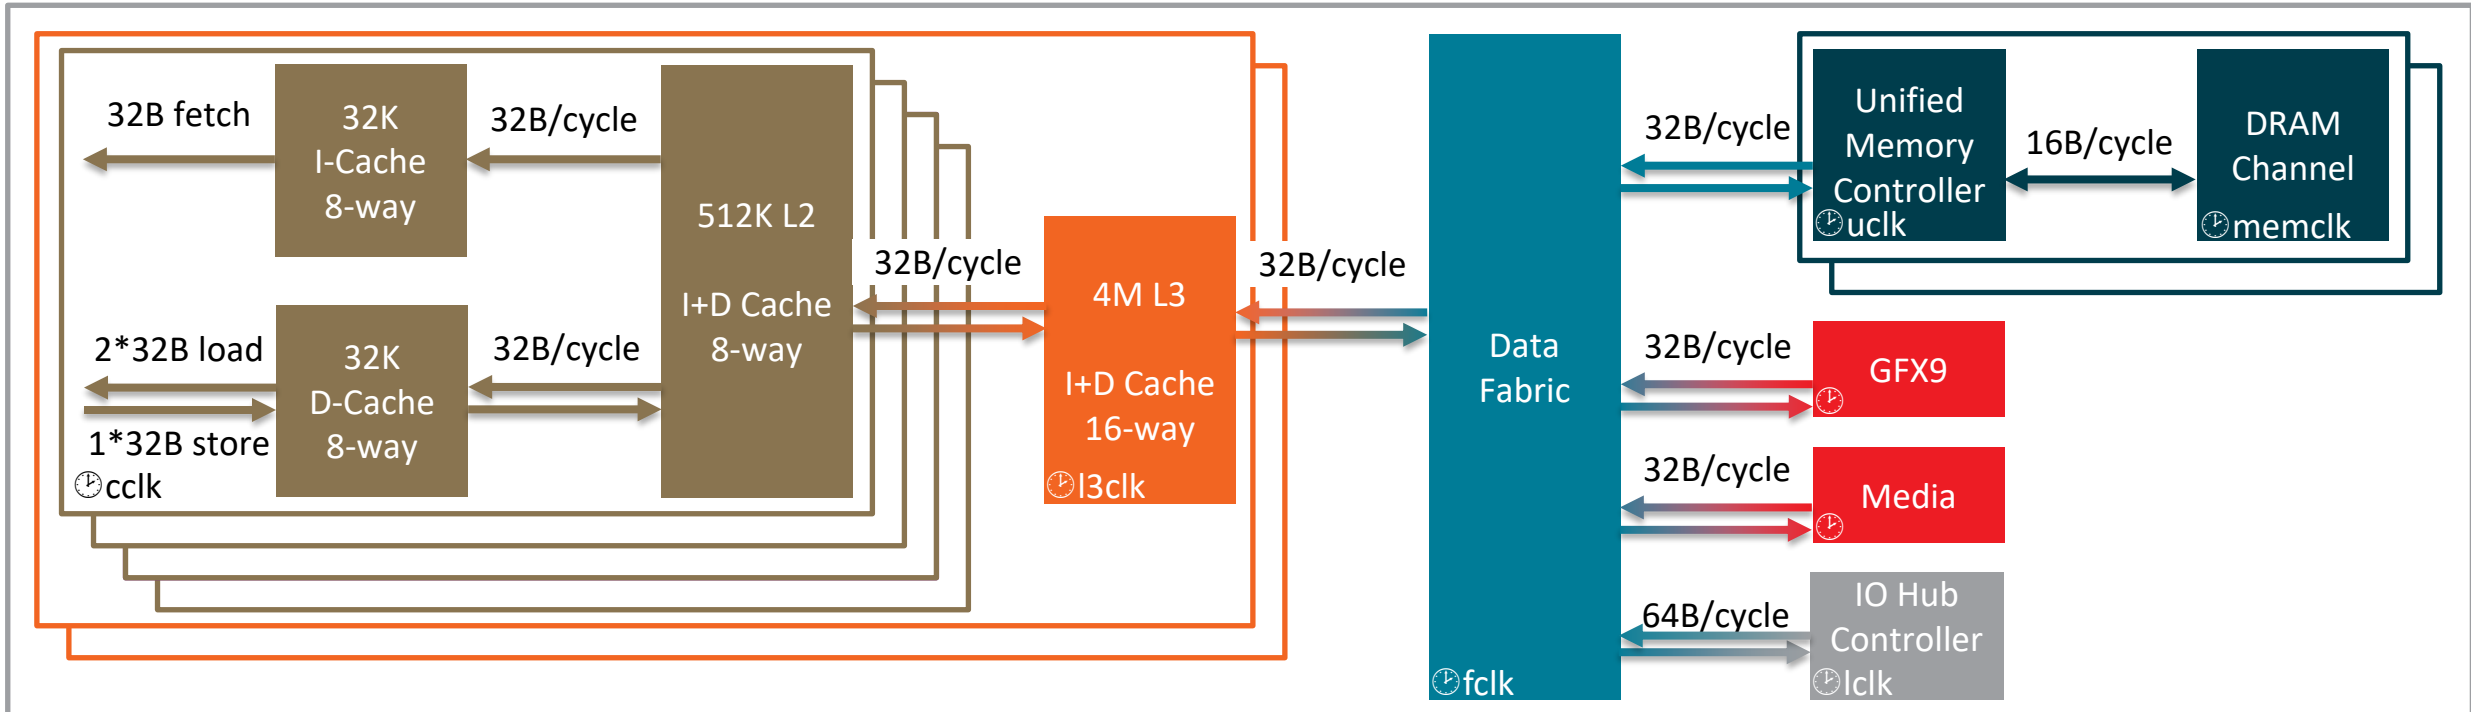 32B fetch
32K
I-Cache
8-way
32B/cycle
2*32B load
1*32B store
32K
D-Cache
8-way
32B/cycle
cclk
512K L2
I+D Cache
8-way
32B/cycle
4M L3
I+D Cache
16-way
l3clk
32B/cycle
Data
Fabric
fclk
32B/cycle
Unified
Memory
Controller
uclk
16B/cycle
DRAM
Channel
memclk
32B/cycle
GFX9
32B/cycle
Media
64B/cycle
IO Hub
Controller
lclk